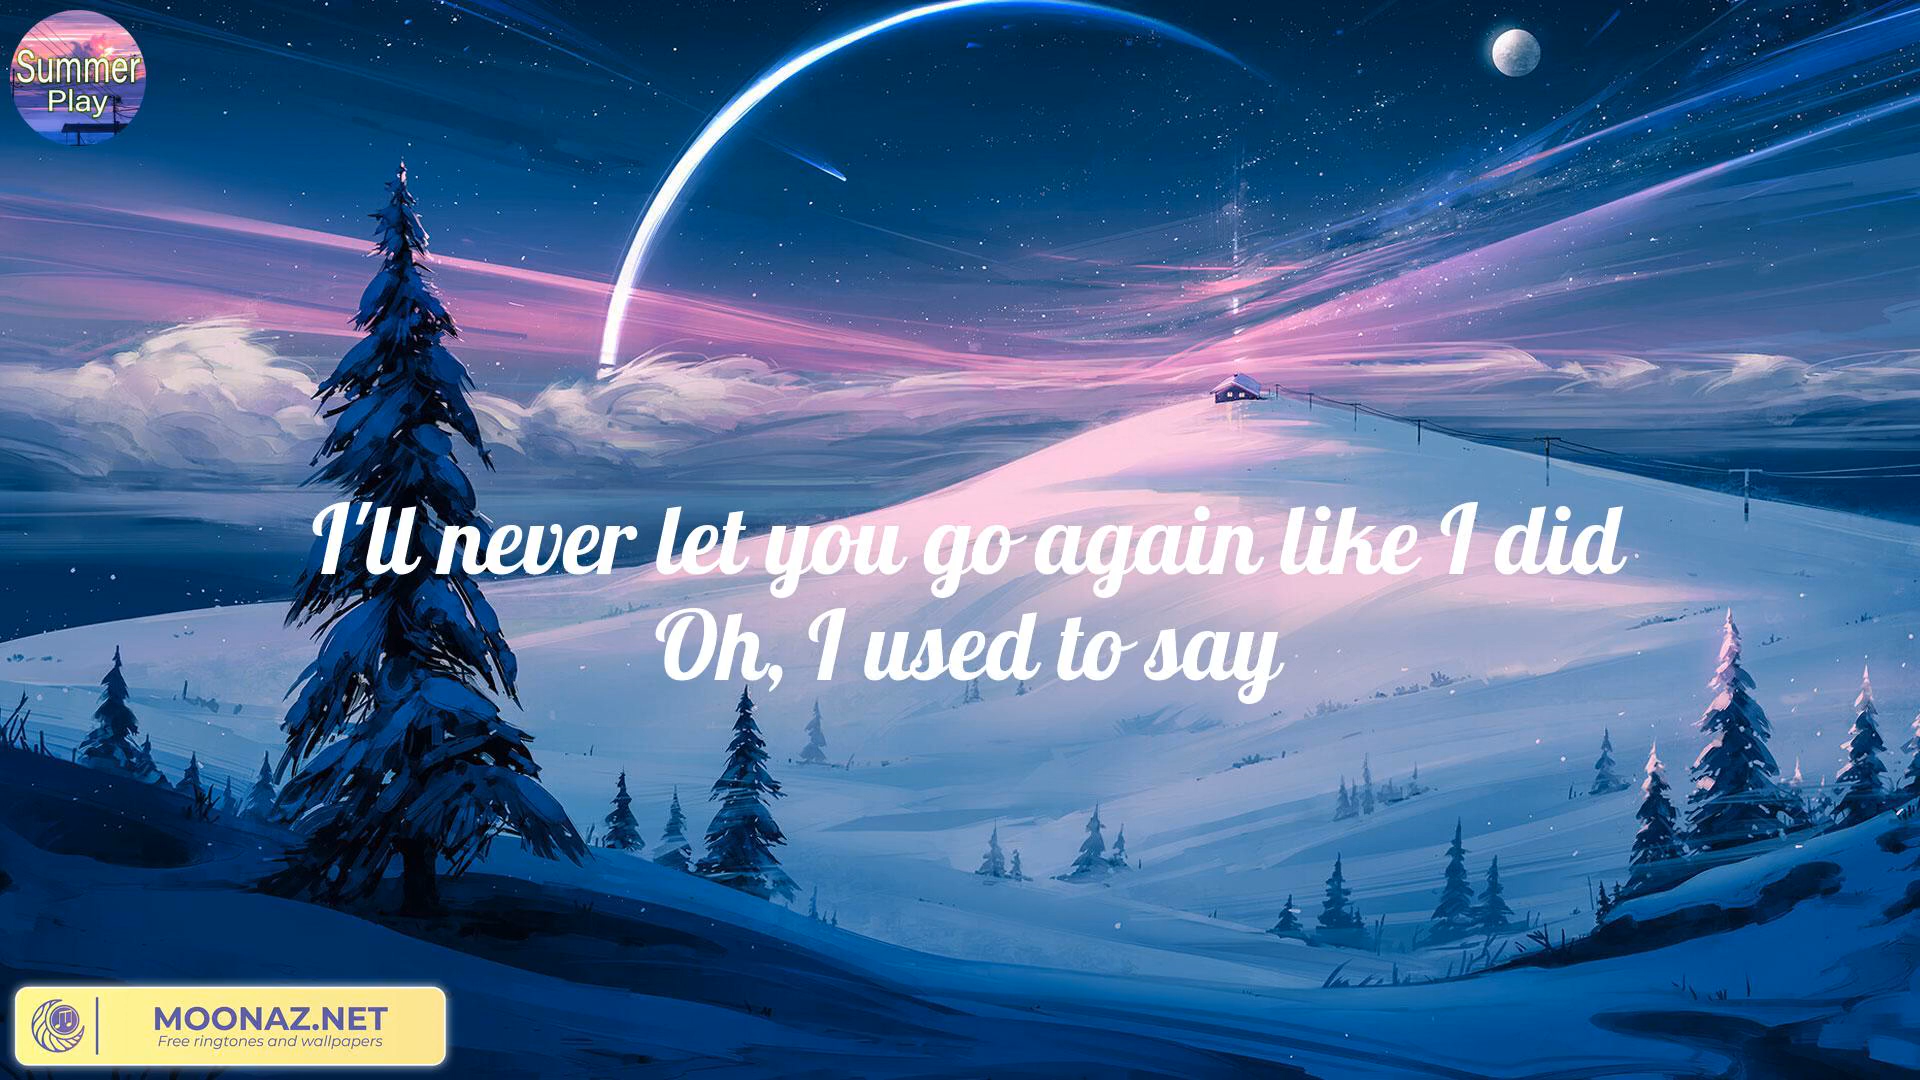 Summer
Play
I'll never let you go again like I did
Oh, I used to say
MOONAZ.NET
Free ringtones and wallpapers